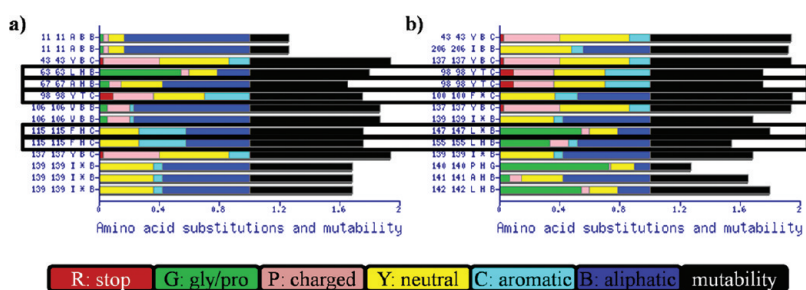 a)
11 11 A B B
11 11 A B B
43 43 Y B C
63 63 L H B
67 67 A H B
98 98 Y T C
106 106 V B B
106 106 V B B
115 115 F H C
115 115 F H C
137 137 Y B C
139 139 I * B
139 139 I * B
139 139 I * B
0 0.4 0.8 1.2 1.6 2
Amino acid substitutions and mutability
b)
43 43 Y B C
206 206 I B B
137 137 Y B C
98 98 Y T C
98 98 Y T C
100 100 F * C
137 137 Y B C
139 139 I * B
147 147 L * B
155 155 L H B
139 139 I * B
140 140 P H G
141 141 A H B
142 142 L H B
0 0.4 0.8 1.2 1.6 2
Amino acid substitutions and mutability
R: stop G: gly/pro P: charged Y: neutral C: aromatic B: aliphatic mutability